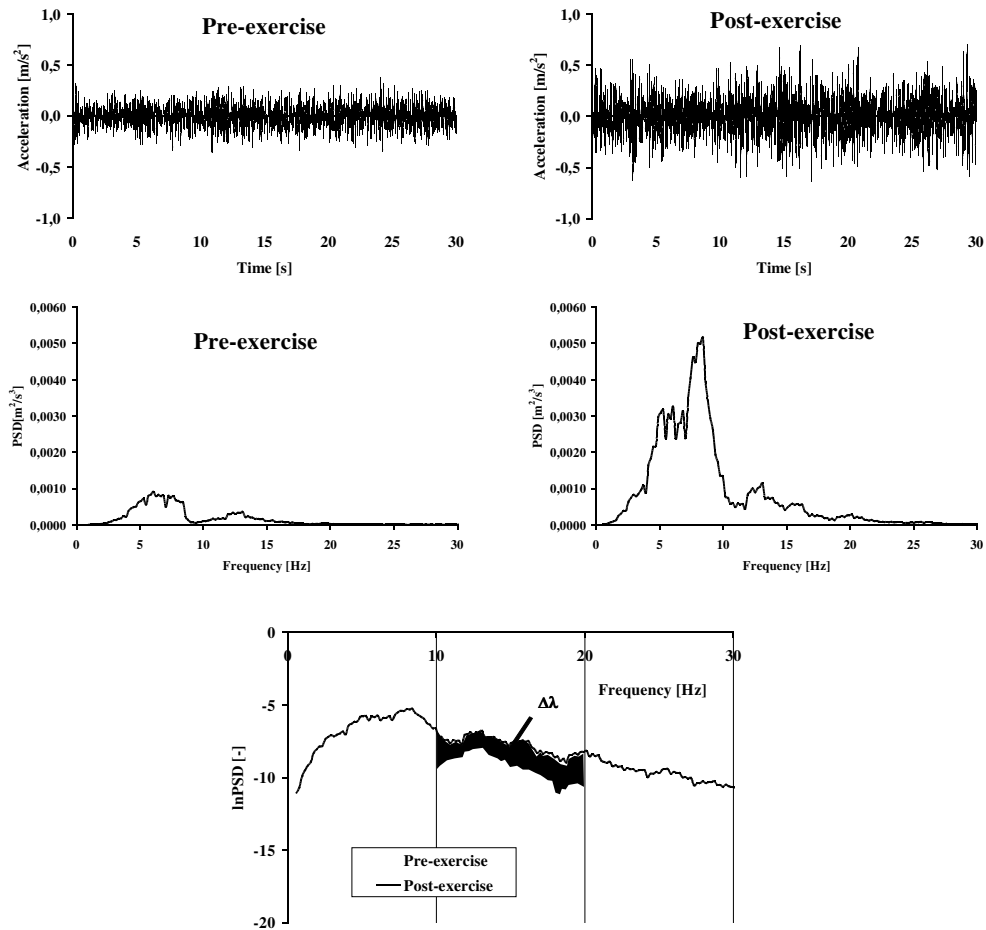 Pre-exercise
Acceleration [m/s²]
1,0
0,5
0,0
-0,5
-1,0
0 5 10 15 20 25 30
Time [s]
Post-exercise
Acceleration [m/s²]
1,0
0,5
0,0
-0,5
-1,0
0 5 10 15 20 25 30
Time [s]
Pre-exercise
PSD[m²/s³]
0,0060
0,0050
0,0040
0,0030
0,0020
0,0010
0,0000
0 5 10 15 20 25 30
Frequency [Hz]
Post-exercise
PSD [m²/s³]
0,0060
0,0050
0,0040
0,0030
0,0020
0,0010
0,0000
0 5 10 15 20 25 30
Frequency [Hz]
lnPSD [-]
0
-5
-10
-15
-20
0 10 20 30
Frequency [Hz]
Δλ
Pre-exercise
Post-exercise